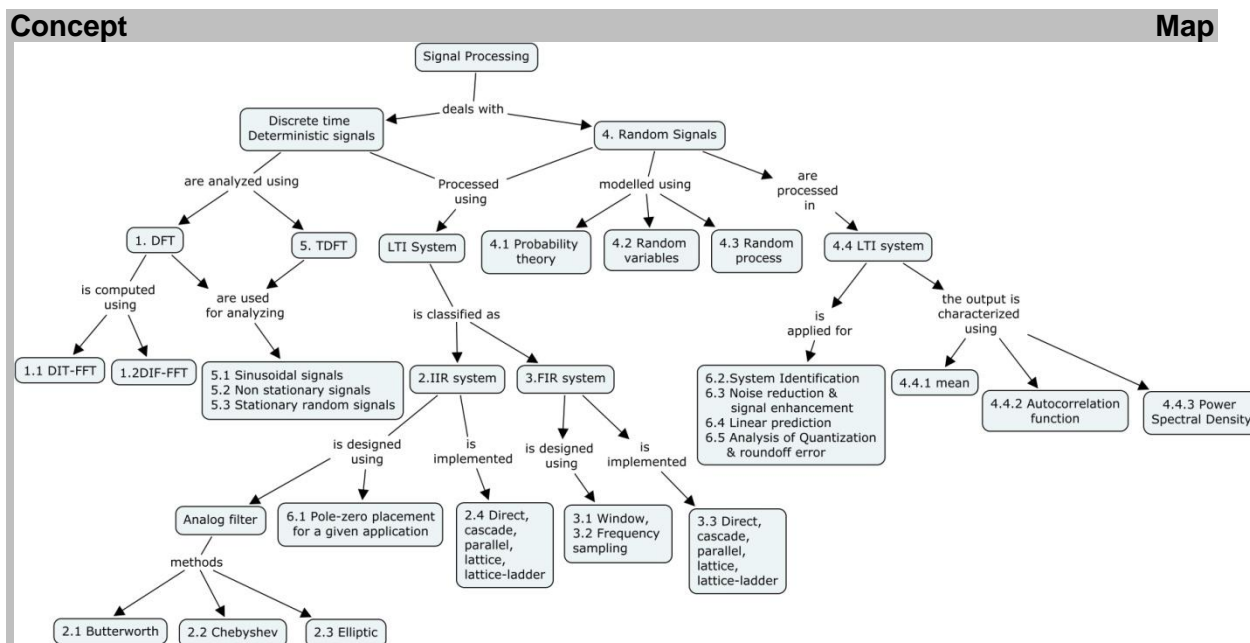 Concept Map
Signal Processing
deals with
Discrete time
Deterministic signals
4. Random Signals
are analyzed using
Processed
using
modelled using
are
processed
in
1. DFT
5. TDFT
LTI System
4.1 Probability
theory
4.2 Random
variables
4.3 Random
process
4.4 LTI system
is computed
using
are used
for analyzing
is classified as
is
applied for
the output is
characterized
using
1.1 DIT-FFT
1.2DIF-FFT
5.1 Sinusoidal signals
5.2 Non stationary signals
5.3 Stationary random signals
2.IIR system
3.FIR system
6.2.System Identification
6.3 Noise reduction &
signal enhancement
6.4 Linear prediction
6.5 Analysis of Quantization
& roundoff error
4.4.1 mean
4.4.2 Autocorrelation
function
4.4.3 Power
Spectral Density
is designed
using
is
implemented
is designed
using
is
implemented
Analog filter
6.1 Pole-zero placement
for a given application
2.4 Direct,
cascade,
parallel,
lattice,
lattice-ladder
3.1 Window,
3.2 Frequency
sampling
3.3 Direct,
cascade,
parallel,
lattice,
lattice-ladder
methods
2.1 Butterworth
2.2 Chebyshev
2.3 Elliptic